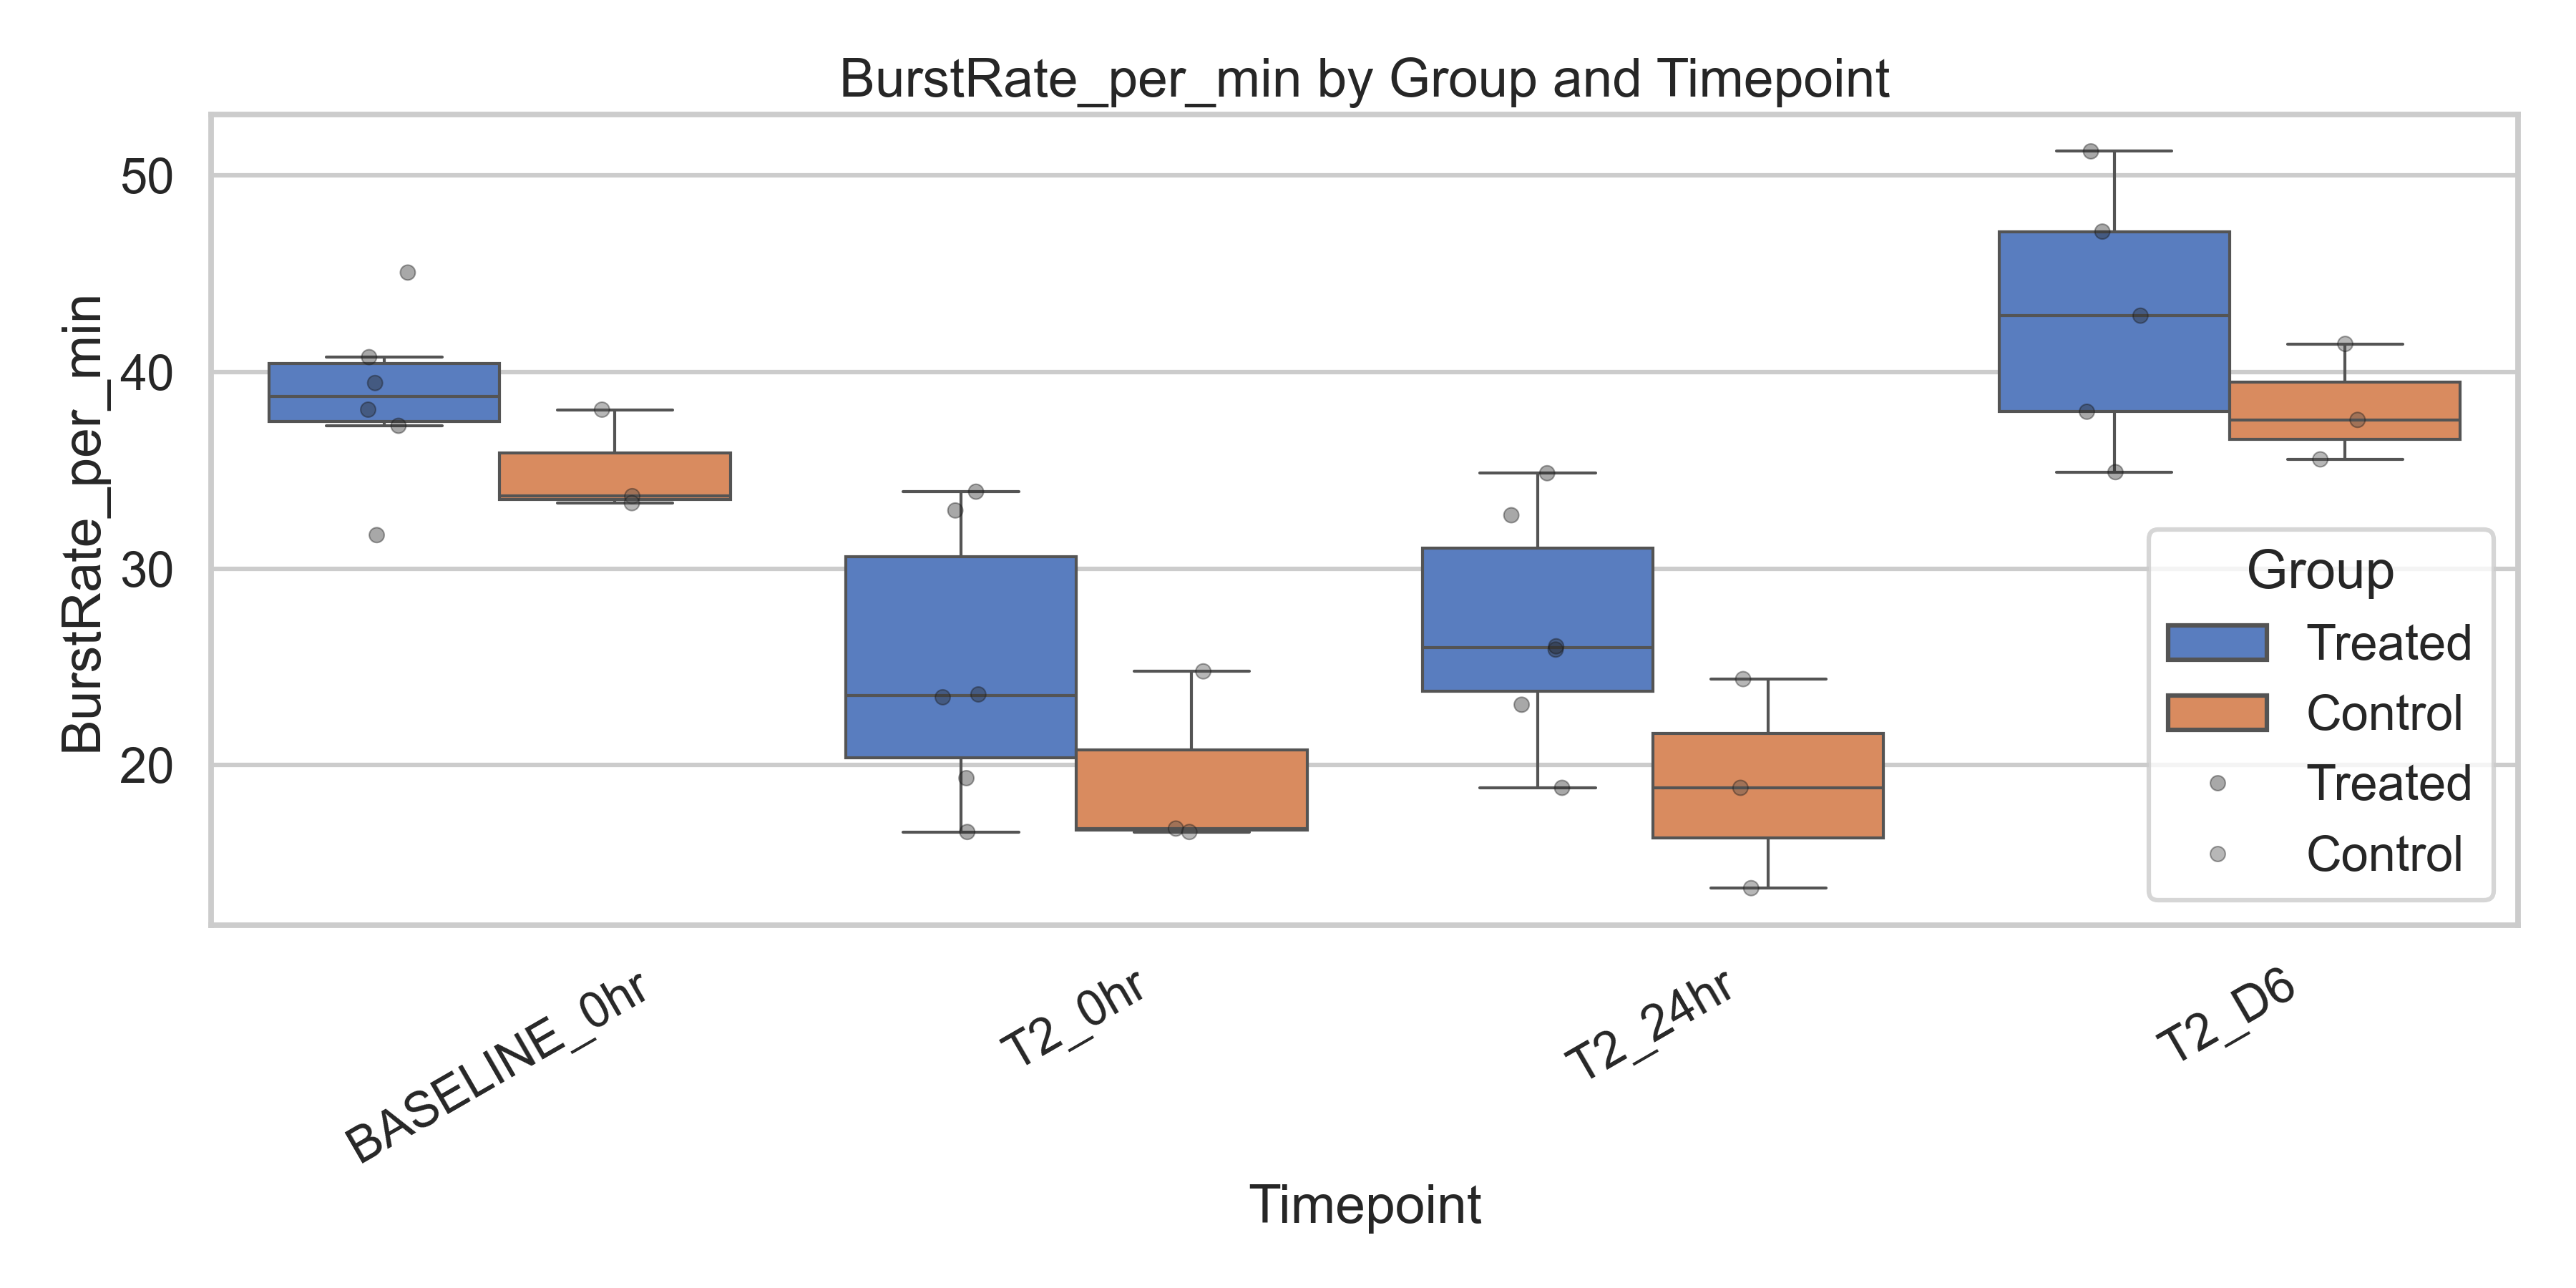 BurstRate_per_min by Group and Timepoint
BurstRate_per_min
50
40
30
20
Group
Treated
Control
Treated
Control
BASELINE_0hr
T2_0hr
T2_24hr
T2_D6
Timepoint